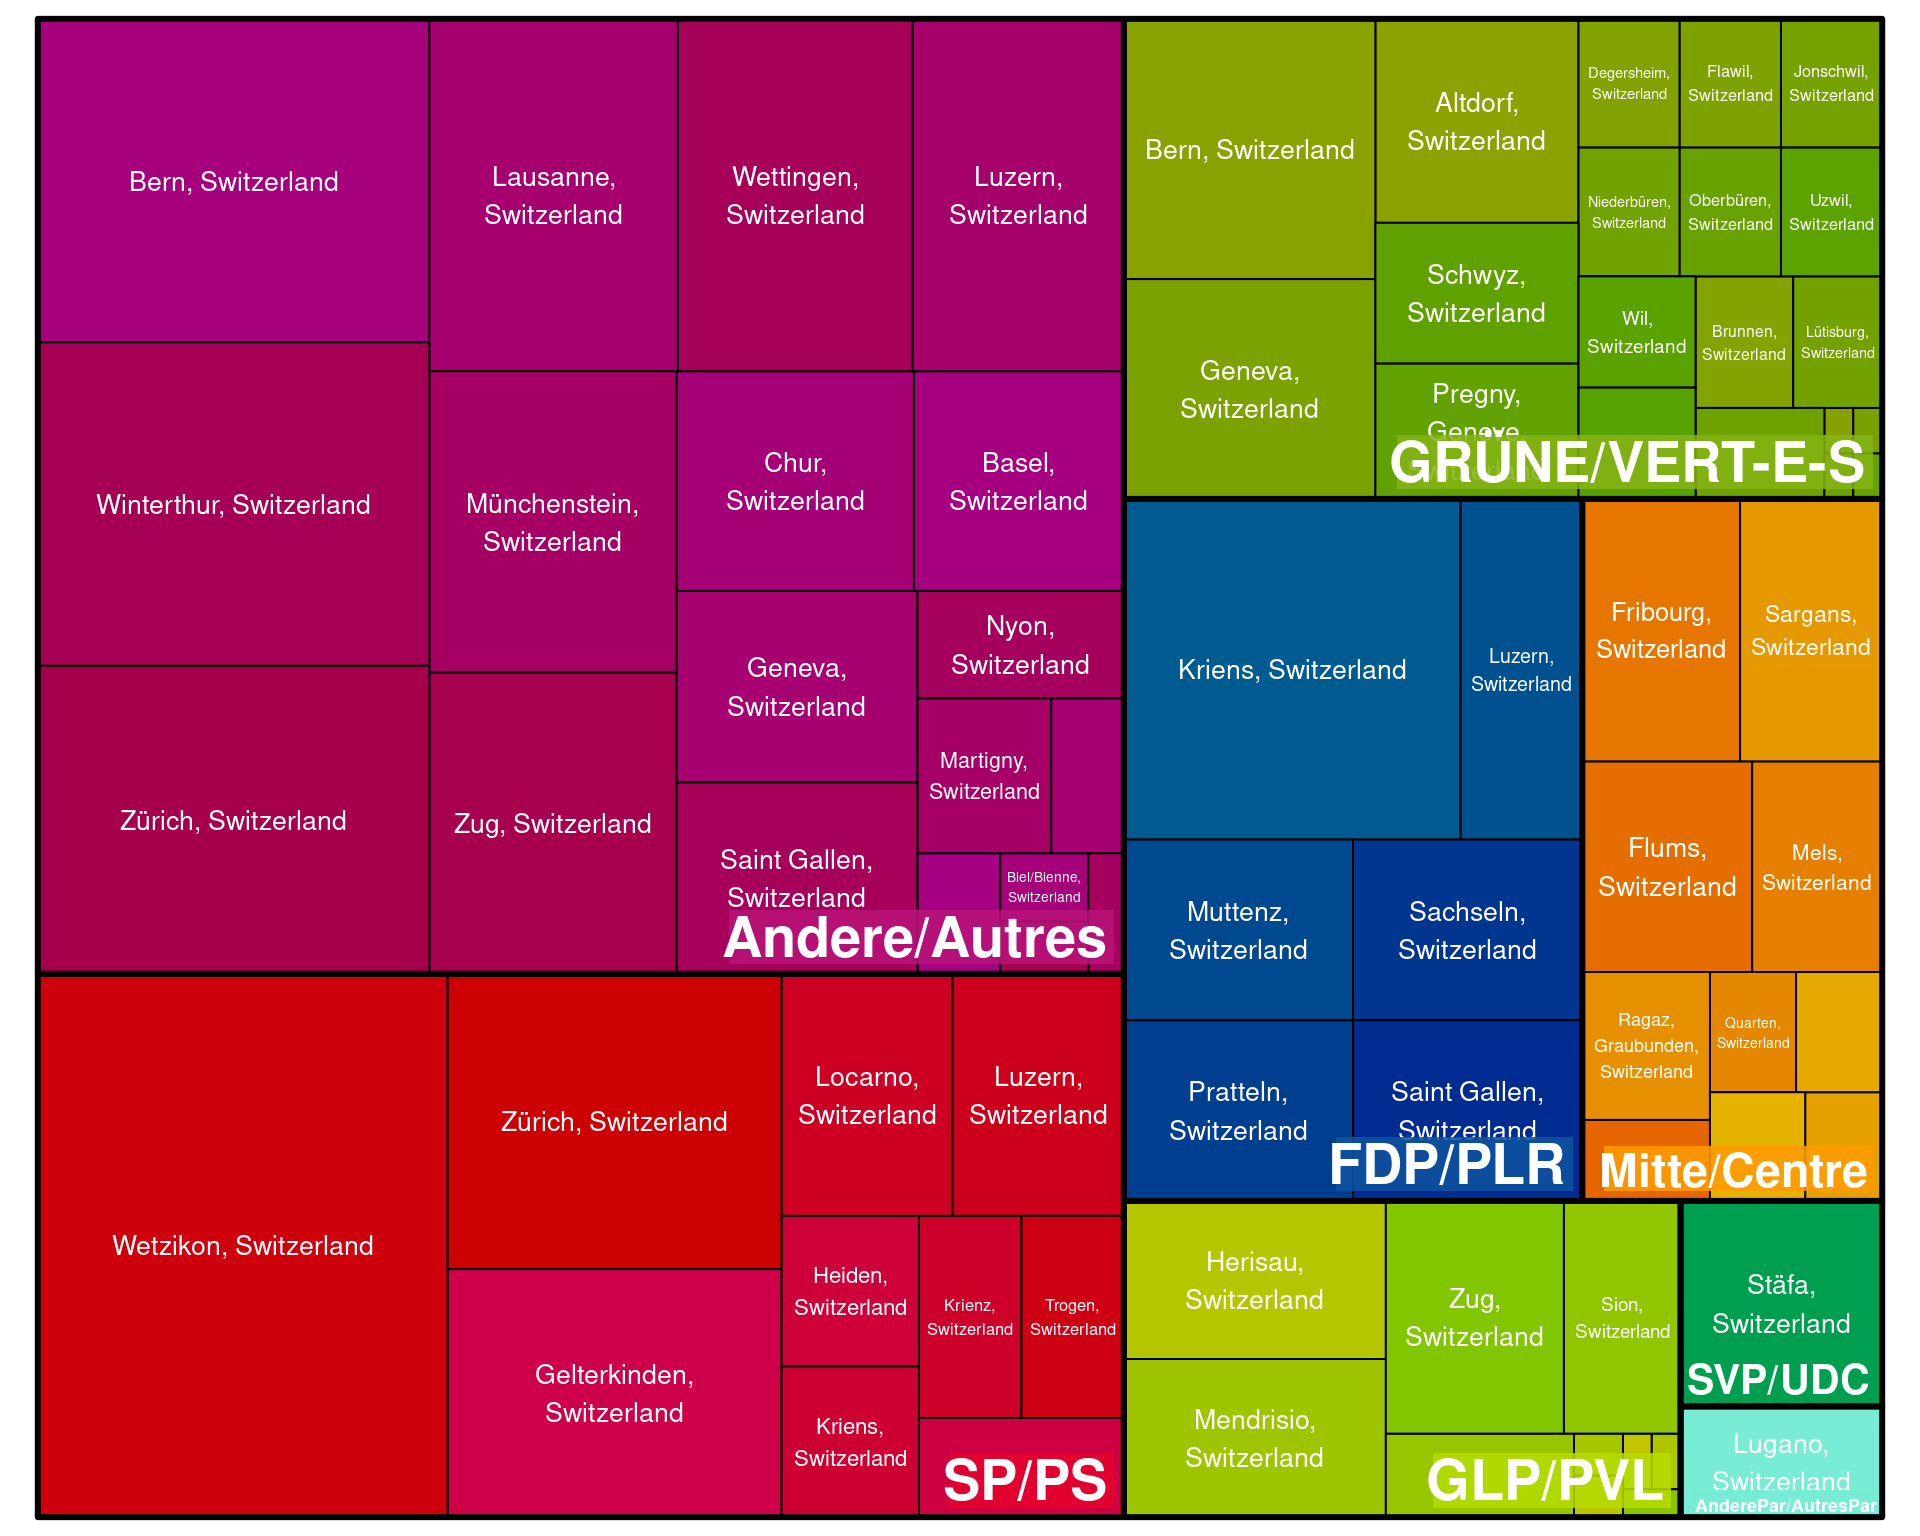 Bern, Switzerland
Lausanne,
Switzerland
Wettingen,
Switzerland
Luzern,
Switzerland
Winterthur, Switzerland
Münchenstein,
Switzerland
Chur,
Switzerland
Basel,
Switzerland
Geneva,
Switzerland
Nyon,
Switzerland
Zürich, Switzerland
Zug, Switzerland
Martigny,
Switzerland
Saint Gallen,
Switzerland
Biel/Bienne,
Switzerland
Andere/Autres
Wetzikon, Switzerland
Zürich, Switzerland
Locarno,
Switzerland
Luzern,
Switzerland
Gelterkinden,
Switzerland
Heiden,
Switzerland
Krienz,
Switzerland
Trogen,
Switzerland
Kriens,
Switzerland
SP/PS
Bern, Switzerland
Altdorf,
Switzerland
Degersheim,
Switzerland
Flawil,
Switzerland
Jonschwil,
Switzerland
Niederbüren,
Switzerland
Oberbüren,
Switzerland
Uzwil,
Switzerland
Geneva,
Switzerland
Schwyz,
Switzerland
Wil,
Switzerland
Brunnen,
Switzerland
Lütisburg,
Switzerland
Pregny,
Geneve,
GRÜNE/VERT-E-S
Kriens, Switzerland
Luzern,
Switzerland
Muttenz,
Switzerland
Sachseln,
Switzerland
Pratteln,
Switzerland
Saint Gallen,
Switzerland
FDP/PLR
Fribourg,
Switzerland
Sargans,
Switzerland
Flums,
Switzerland
Mels,
Switzerland
Ragaz,
Graubunden,
Switzerland
Quarten,
Switzerland
Mitte/Centre
Herisau,
Switzerland
Zug,
Switzerland
Sion,
Switzerland
Mendrisio,
Switzerland
GLP/PVL
Stäfa,
Switzerland
SVP/UDC
Lugano,
Switzerland
AnderePar/AutresPar